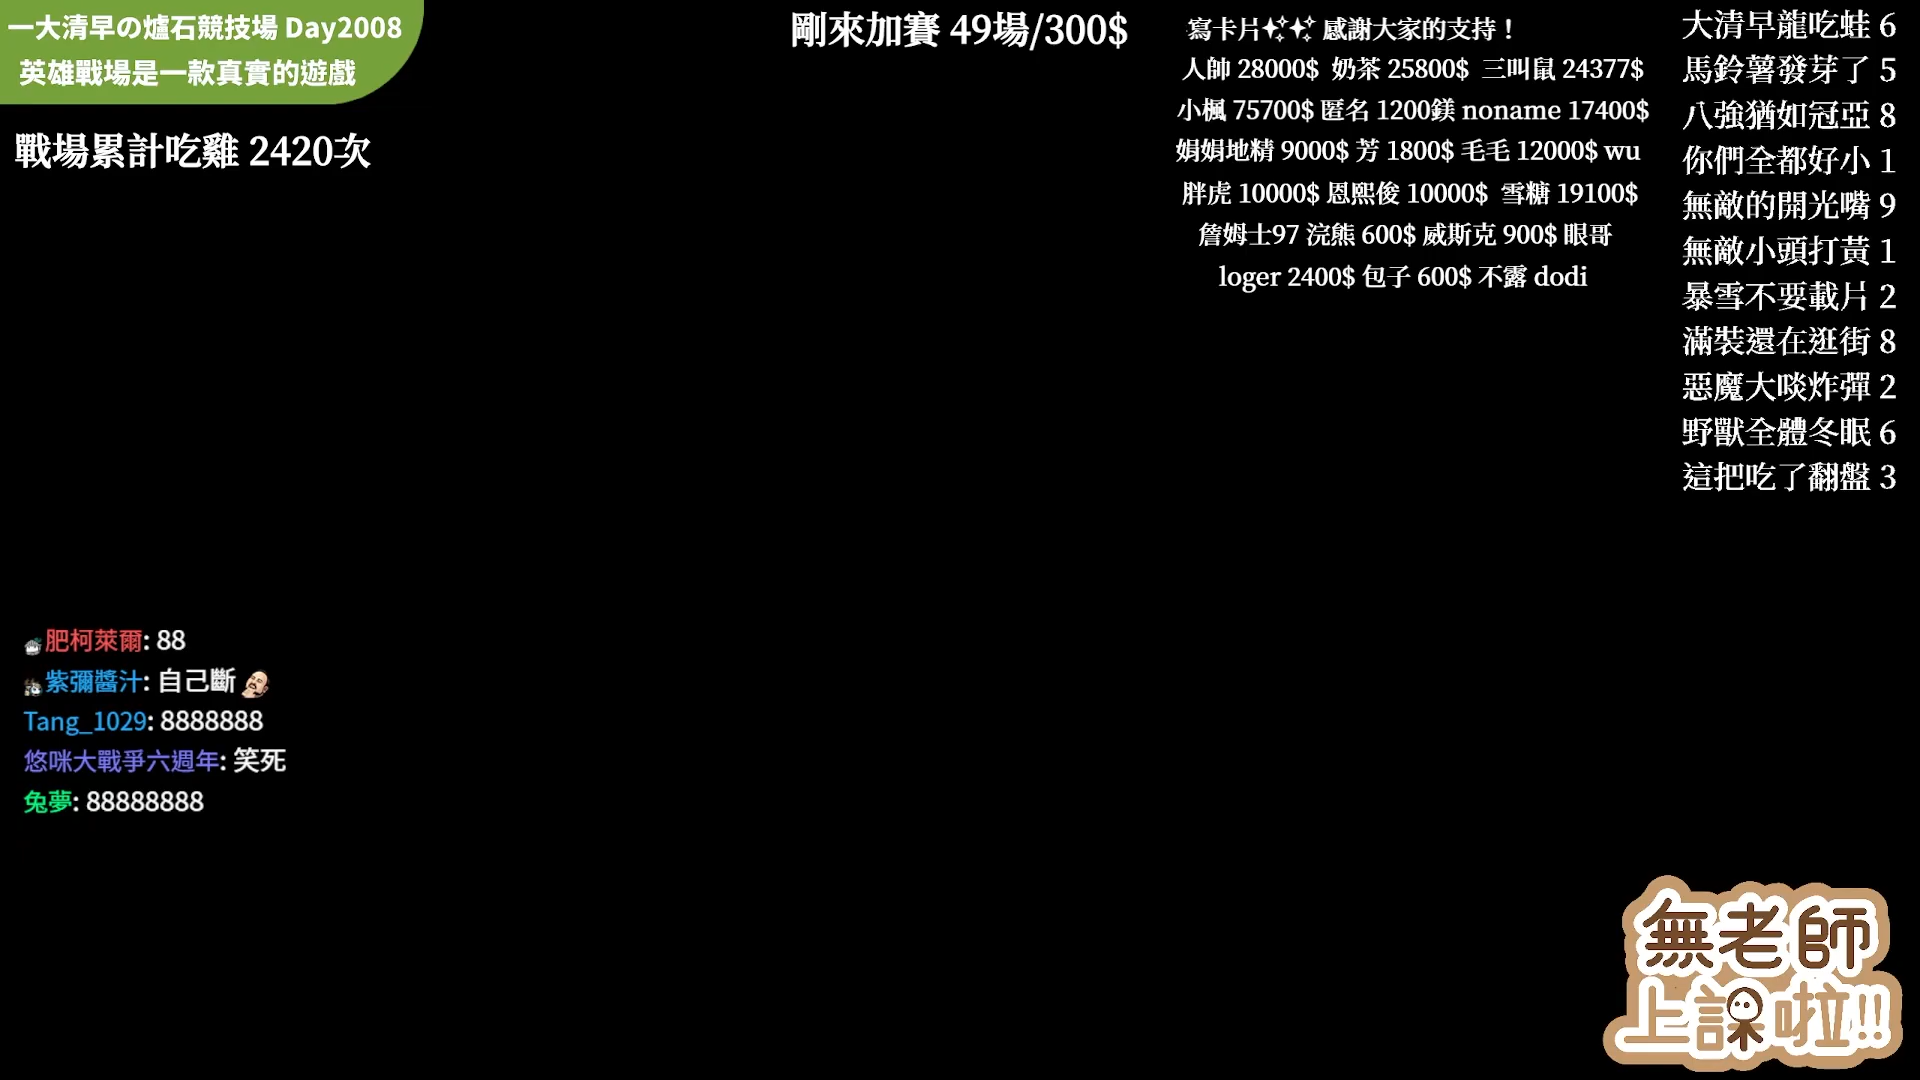 一大清早の爐石競技場 Day2008
英雄戰場是一款真實的遊戲
戰場累計吃雞 2420次
剛來加賽 49場/300$
寫卡片✨✨ 感謝大家的支持！
人帥 28000$ 奶茶 25800$ 三叫鼠 24377$
小楓 75700$ 匿名 1200鎂 noname 17400$
娟娟地精 9000$ 芳 1800$ 毛毛 12000$ wu
胖虎 10000$ 恩熙俊 10000$ 雪糖 19100$
詹姆士97 浣熊 600$ 威斯克 900$ 眼哥
loger 2400$ 包子 600$ 不露 dodi
大清早龍吃蛙 6
馬鈴薯發芽了 5
八強猶如冠亞 8
你們全都好小 1
無敵的開光嘴 9
無敵小頭打黃 1
暴雪不要載片 2
滿裝還在逛街 8
惡魔大啖炸彈 2
野獸全體冬眠 6
這把吃了翻盤 3
肥柯萊爾: 88
紫彌醬汁: 自己斷
Tang_1029: 8888888
悠咪大戰爭六週年: 笑死
兔夢: 88888888
無老師
上課啦!!